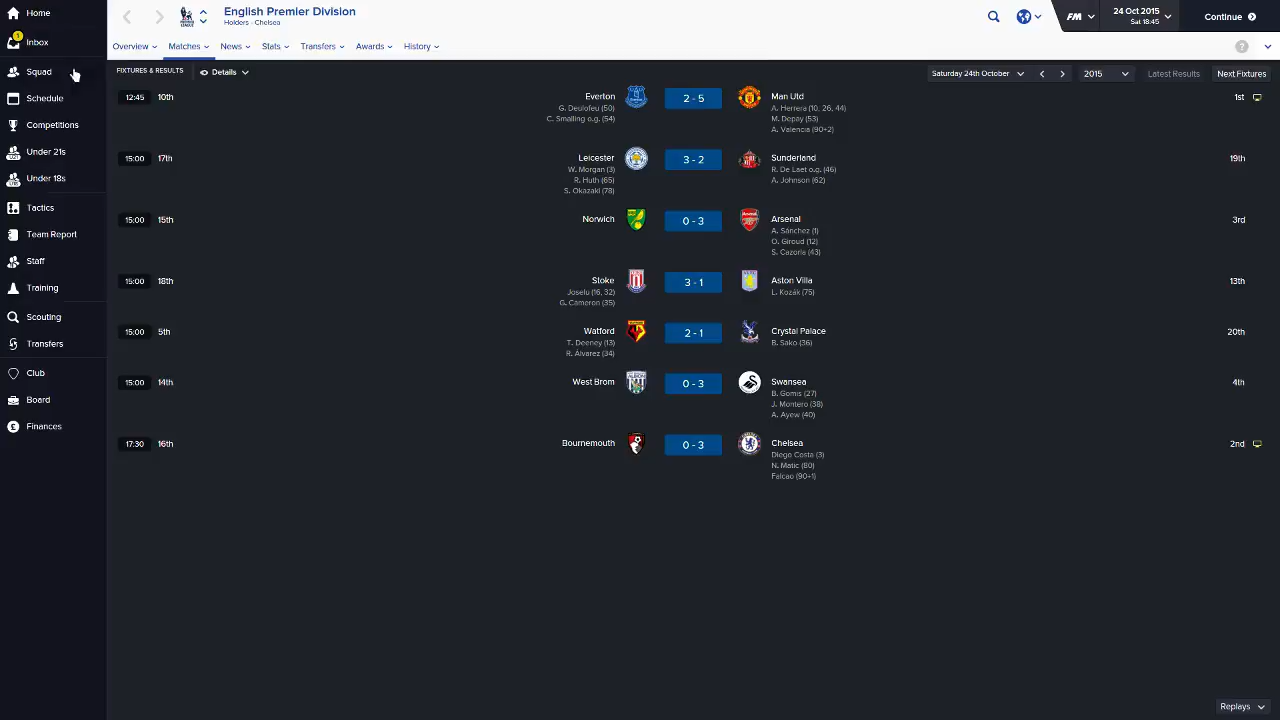 Home
1
Inbox
Squad
Schedule
Competitions
Under 21s
Under 18s
Tactics
Team Report
Staff
Training
Scouting
Transfers
Club
Board
Finances
English Premier Division
Holders - Chelsea
FM
24 Oct 2015
Sat 18:45
Continue
Overview Matches News Stats Transfers Awards History ?
FIXTURES & RESULTS Details Saturday 24th October 2015 Latest Results Next Fixtures
12:45 10th Everton 2 - 5 Man Utd 1st
G. Deulofeu (50) A. Herrera (10, 26, 44)
C. Smalling o.g. (54) M. Depay (53)
A. Valencia (90+2)
15:00 17th Leicester 3 - 2 Sunderland 19th
W. Morgan (3) R. De Laet o.g. (46)
R. Huth (65) A. Johnson (62)
S. Okazaki (78)
15:00 15th Norwich 0 - 3 Arsenal 3rd
A. Sánchez (1)
O. Giroud (12)
S. Cazorla (43)
15:00 18th Stoke 3 - 1 Aston Villa 13th
Joselu (16, 32) L. Kozák (75)
G. Cameron (35)
15:00 5th Watford 2 - 1 Crystal Palace 20th
T. Deeney (13) B. Sako (36)
R. Álvarez (34)
15:00 14th West Brom 0 - 3 Swansea 4th
B. Gomis (27)
J. Montero (38)
A. Ayew (40)
17:30 16th Bournemouth 0 - 3 Chelsea 2nd
Diego Costa (3)
N. Matic (80)
Falcao (90+1)
Replays